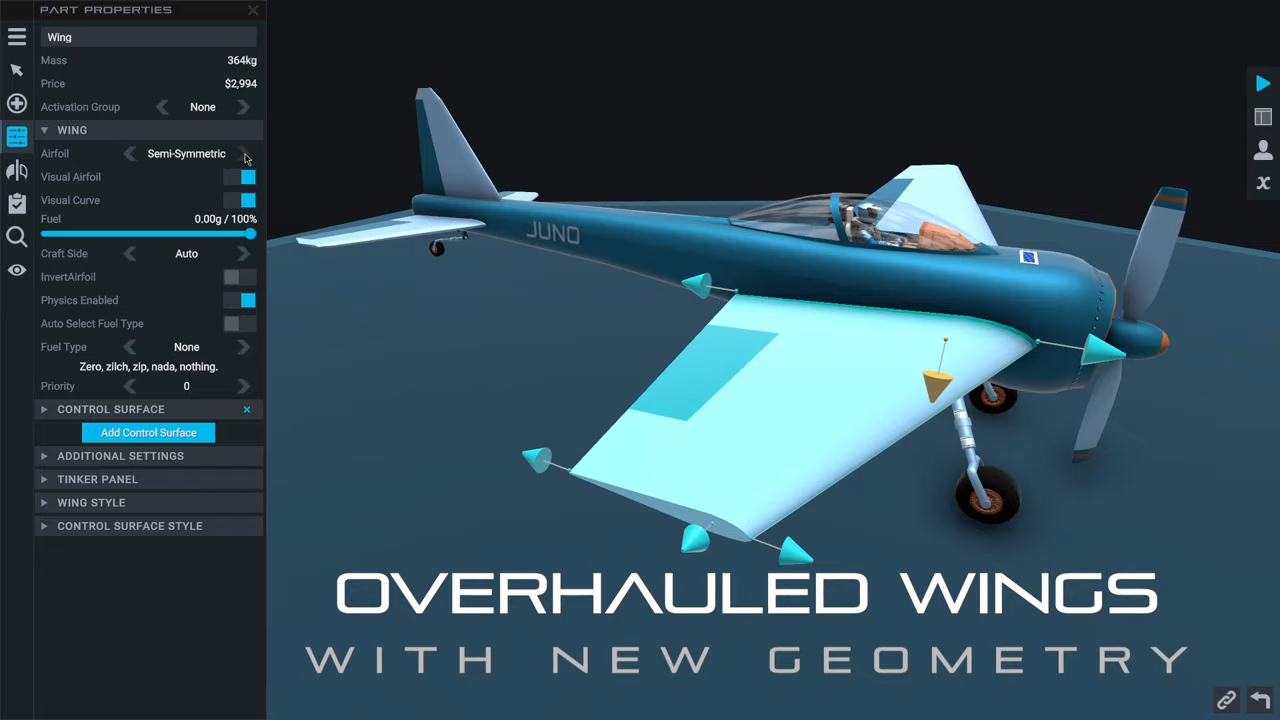 PART PROPERTIES
Wing
Mass 364kg
Price $2,994
Activation Group None
WING
Airfoil Semi-Symmetric
Visual Airfoil
Visual Curve
Fuel 0.00g / 100%
Craft Side Auto
InvertAirfoil
Physics Enabled
Auto Select Fuel Type
Fuel Type None
Zero, zilch, zip, nada, nothing.
Priority 0
CONTROL SURFACE
Add Control Surface
ADDITIONAL SETTINGS
TINKER PANEL
WING STYLE
CONTROL SURFACE STYLE
JUNO
OVERHAULED WINGS
WITH NEW GEOMETRY